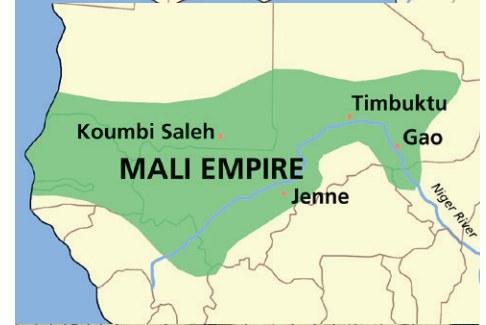 Timbuktu
Koumbi Saleh
Gao
MALI EMPIRE
Jenne
Niger River